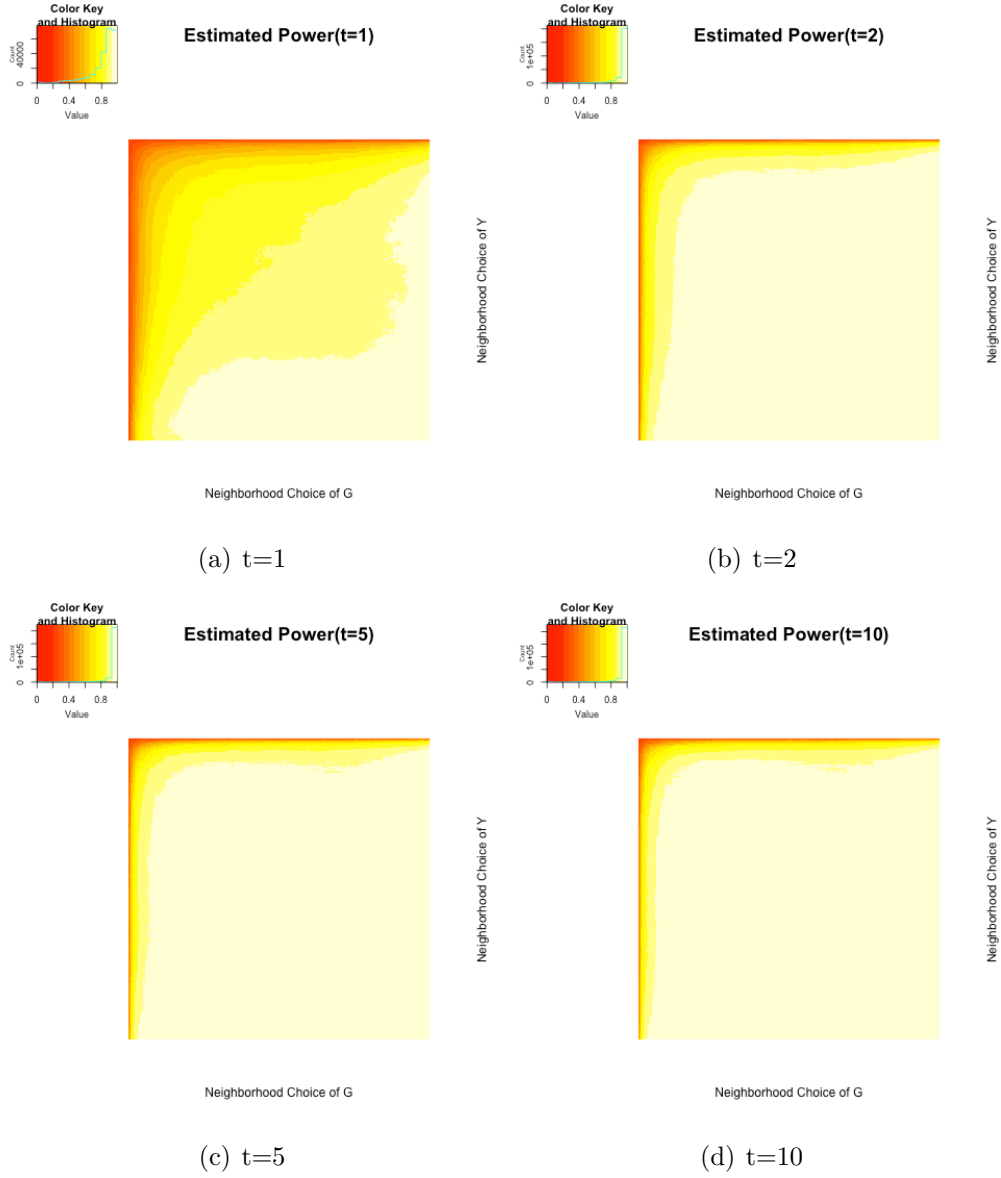 Color Key
and Histogram
Count
0 40000
0 0.4 0.8
Value
Estimated Power(t=1)
Neighborhood Choice of Y
Neighborhood Choice of G
(a) t=1
Color Key
and Histogram
Count
0 1e+05
0 0.4 0.8
Value
Estimated Power(t=2)
Neighborhood Choice of Y
Neighborhood Choice of G
(b) t=2
Color Key
and Histogram
Count
0 1e+05
0 0.4 0.8
Value
Estimated Power(t=5)
Neighborhood Choice of Y
Neighborhood Choice of G
(c) t=5
Color Key
and Histogram
Count
0 1e+05
0 0.4 0.8
Value
Estimated Power(t=10)
Neighborhood Choice of Y
Neighborhood Choice of G
(d) t=10